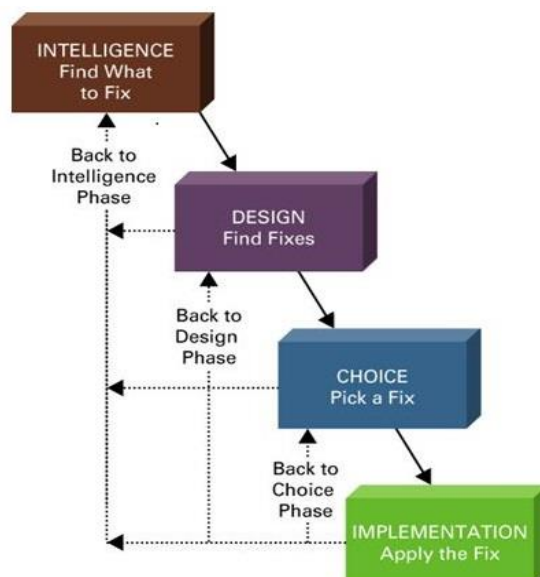 INTELLIGENCE
Find What
to Fix
Back to
Intelligence
Phase
DESIGN
Find Fixes
Back to
Design
Phase
CHOICE
Pick a Fix
Back to
Choice
Phase
IMPLEMENTATION
Apply the Fix